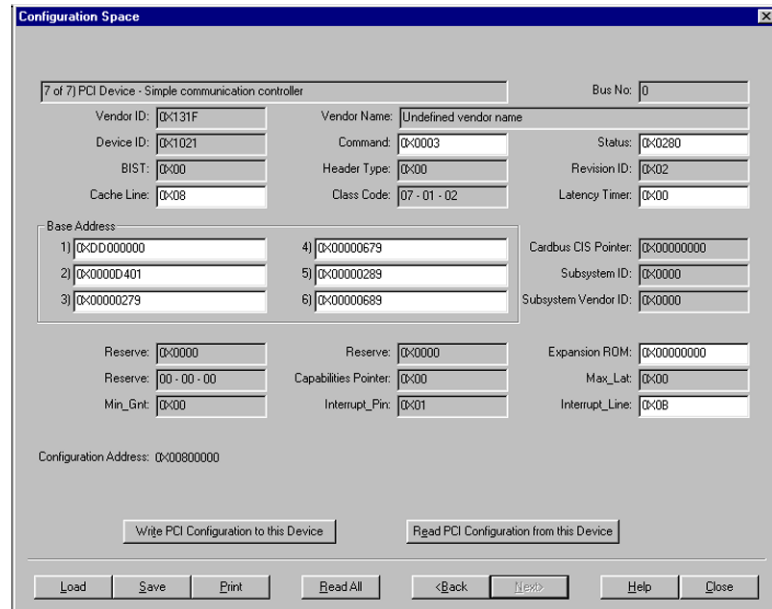 Configuration Space
7 of 7) PCI Device - Simple communication controller Bus No: 0
Vendor ID: 0X131F Vendor Name: Undefined vendor name
Device ID: 0X1021 Command: 0X0003 Status: 0X0280
BIST: 0X00 Header Type: 0X00 Revision ID: 0X02
Cache Line: 0X08 Class Code: 07 - 01 - 02 Latency Timer: 0X00
Base Address
1) 0XDD000000 4) 0X00000679 Cardbus CIS Pointer: 0X00000000
2) 0X0000D401 5) 0X00000289 Subsystem ID: 0X0000
3) 0X00000279 6) 0X00000689 Subsystem Vendor ID: 0X0000
Reserve: 0X0000 Reserve: 0X0000 Expansion ROM: 0X00000000
Reserve: 00 - 00 - 00 Capabilities Pointer: 0X00 Max_Lat: 0X00
Min_Gnt: 0X00 Interrupt_Pin: 0X01 Interrupt_Line: 0X0B
Configuration Address: 0X00800000
Write PCI Configuration to this Device Read PCI Configuration from this Device
Load Save Print Read All <Back Next> Help Close